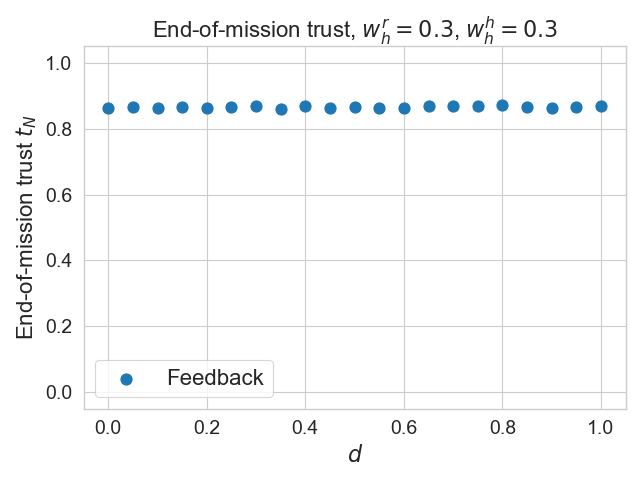 End-of-mission trust, $w_h^r = 0.3$, $w_h^h = 0.3$
End-of-mission trust $t_N$
1.0
0.8
0.6
0.4
0.2
0.0
Feedback
0.0 0.2 0.4 0.6 0.8 1.0
d